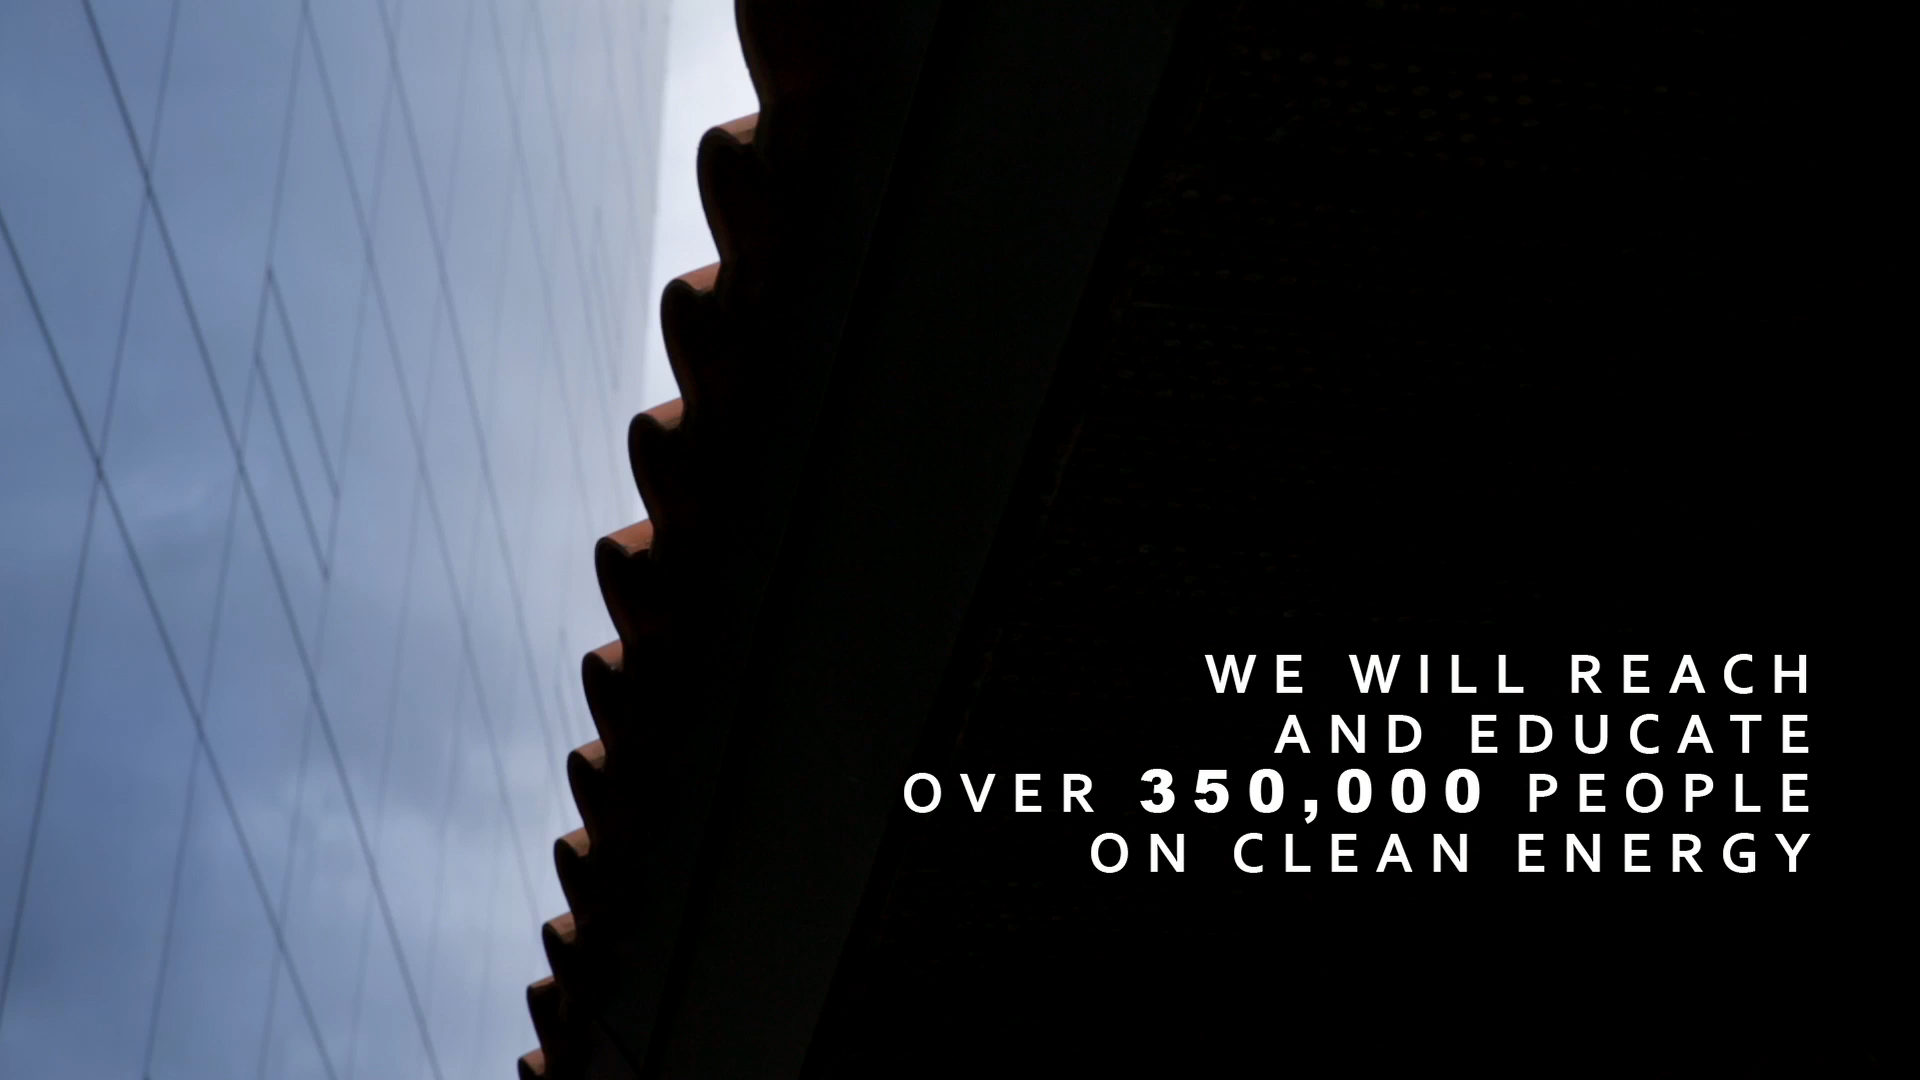 WE WILL REACH
AND EDUCATE
OVER 350,000 PEOPLE
ON CLEAN ENERGY